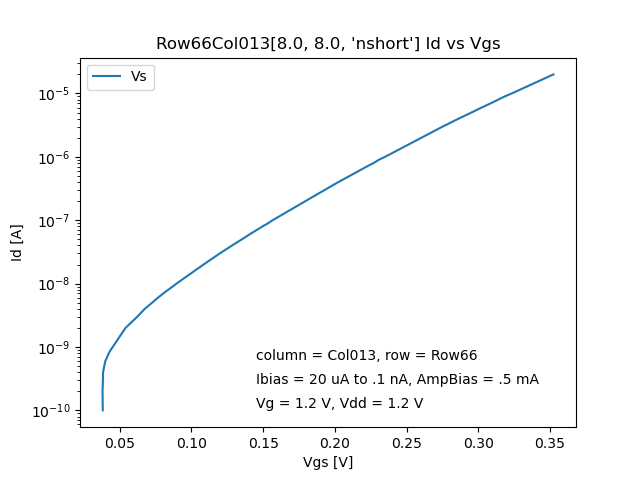 Row66Col013[8.0, 8.0, 'nshort'] Id vs Vgs
Vs
Id [A]
10⁻⁵
10⁻⁶
10⁻⁷
10⁻⁸
10⁻⁹
10⁻¹⁰
column = Col013, row = Row66
Ibias = 20 uA to .1 nA, AmpBias = .5 mA
Vg = 1.2 V, Vdd = 1.2 V
0.05 0.10 0.15 0.20 0.25 0.30 0.35
Vgs [V]